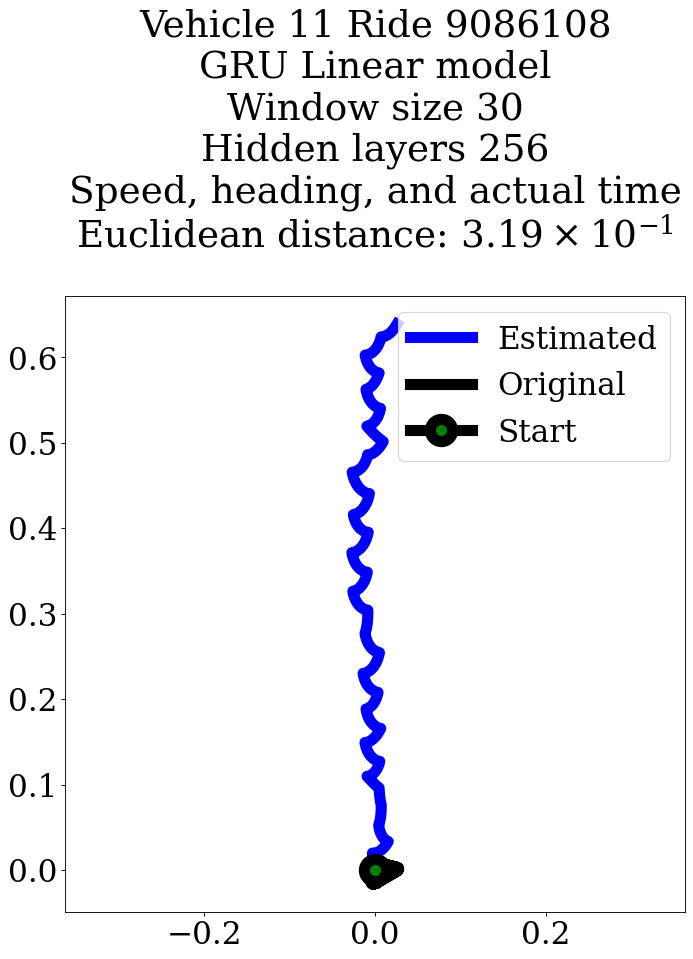 Vehicle 11 Ride 9086108
GRU Linear model
Window size 30
Hidden layers 256
Speed, heading, and actual time
Euclidean distance: 3.19 × 10⁻¹
Estimated
Original
Start
0.6
0.5
0.4
0.3
0.2
0.1
0.0
−0.2 0.0 0.2